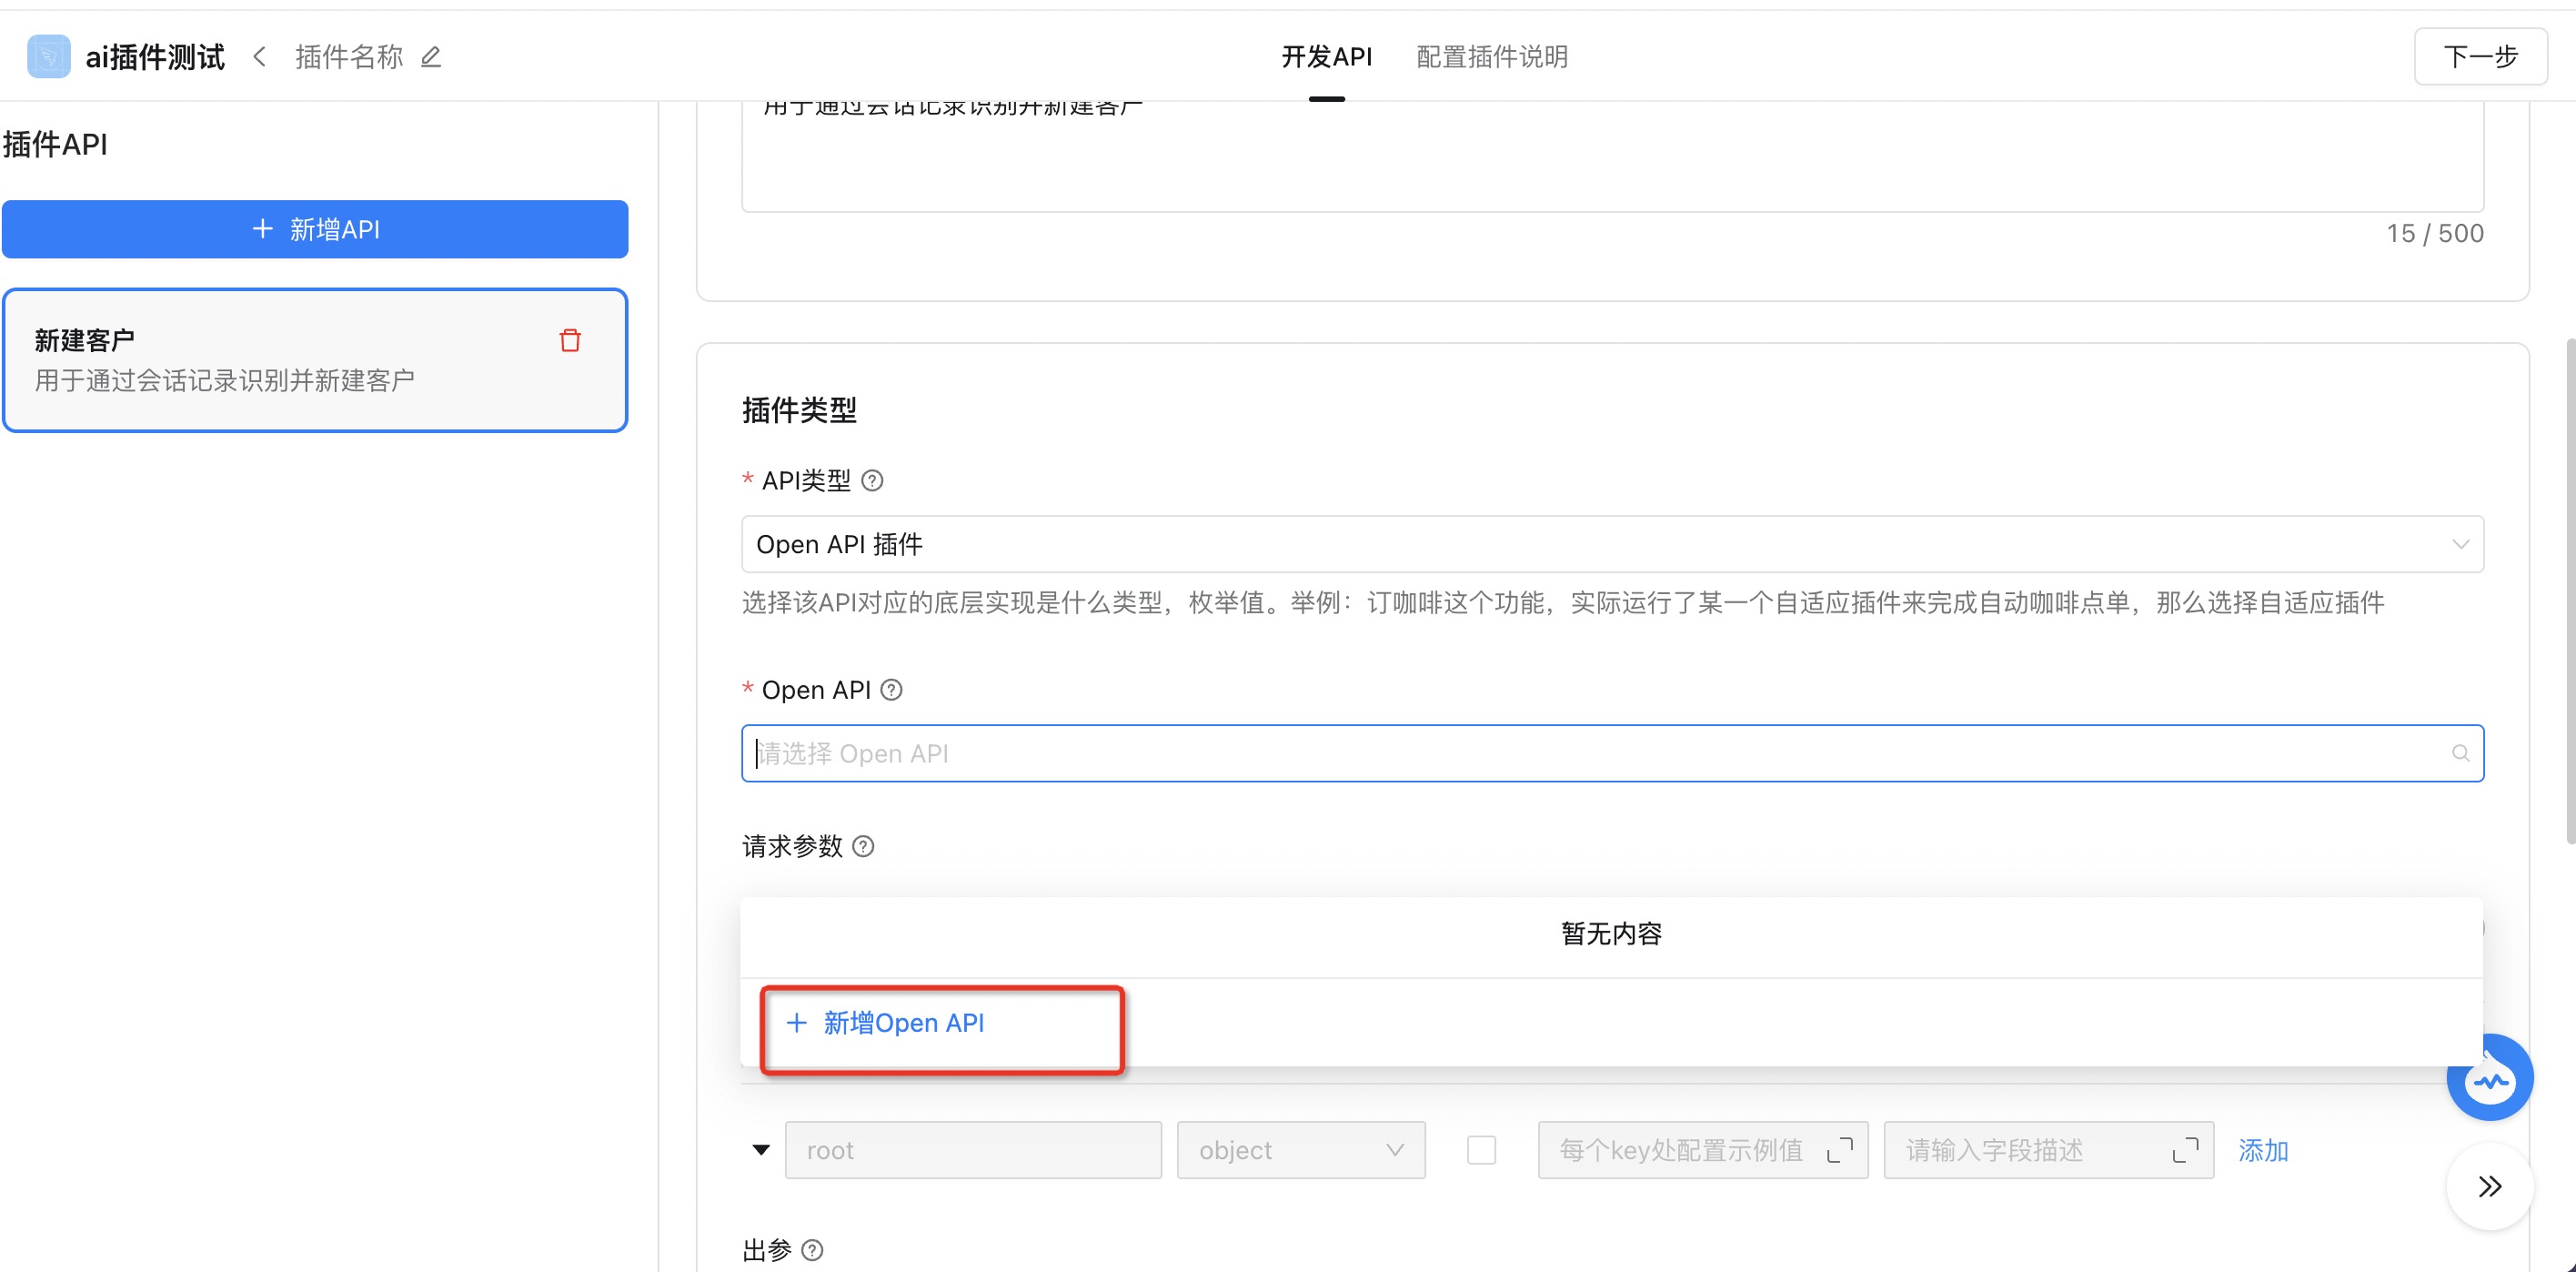 ai插件测试
插件名称
开发API
配置插件说明
下一步
插件API
新增API
新建客户
用于通过会话记录识别并新建客户
用于通过会话记录识别并新建客户
15 / 500
插件类型
* API类型
Open API 插件
选择该API对应的底层实现是什么类型，枚举值。举例：订咖啡这个功能，实际运行了某一个自适应插件来完成自动咖啡点单，那么选择自适应插件
* Open API
请选择 Open API
请求参数
暂无内容
+ 新增Open API
root
object
每个key处配置示例值
请输入字段描述
添加
出参